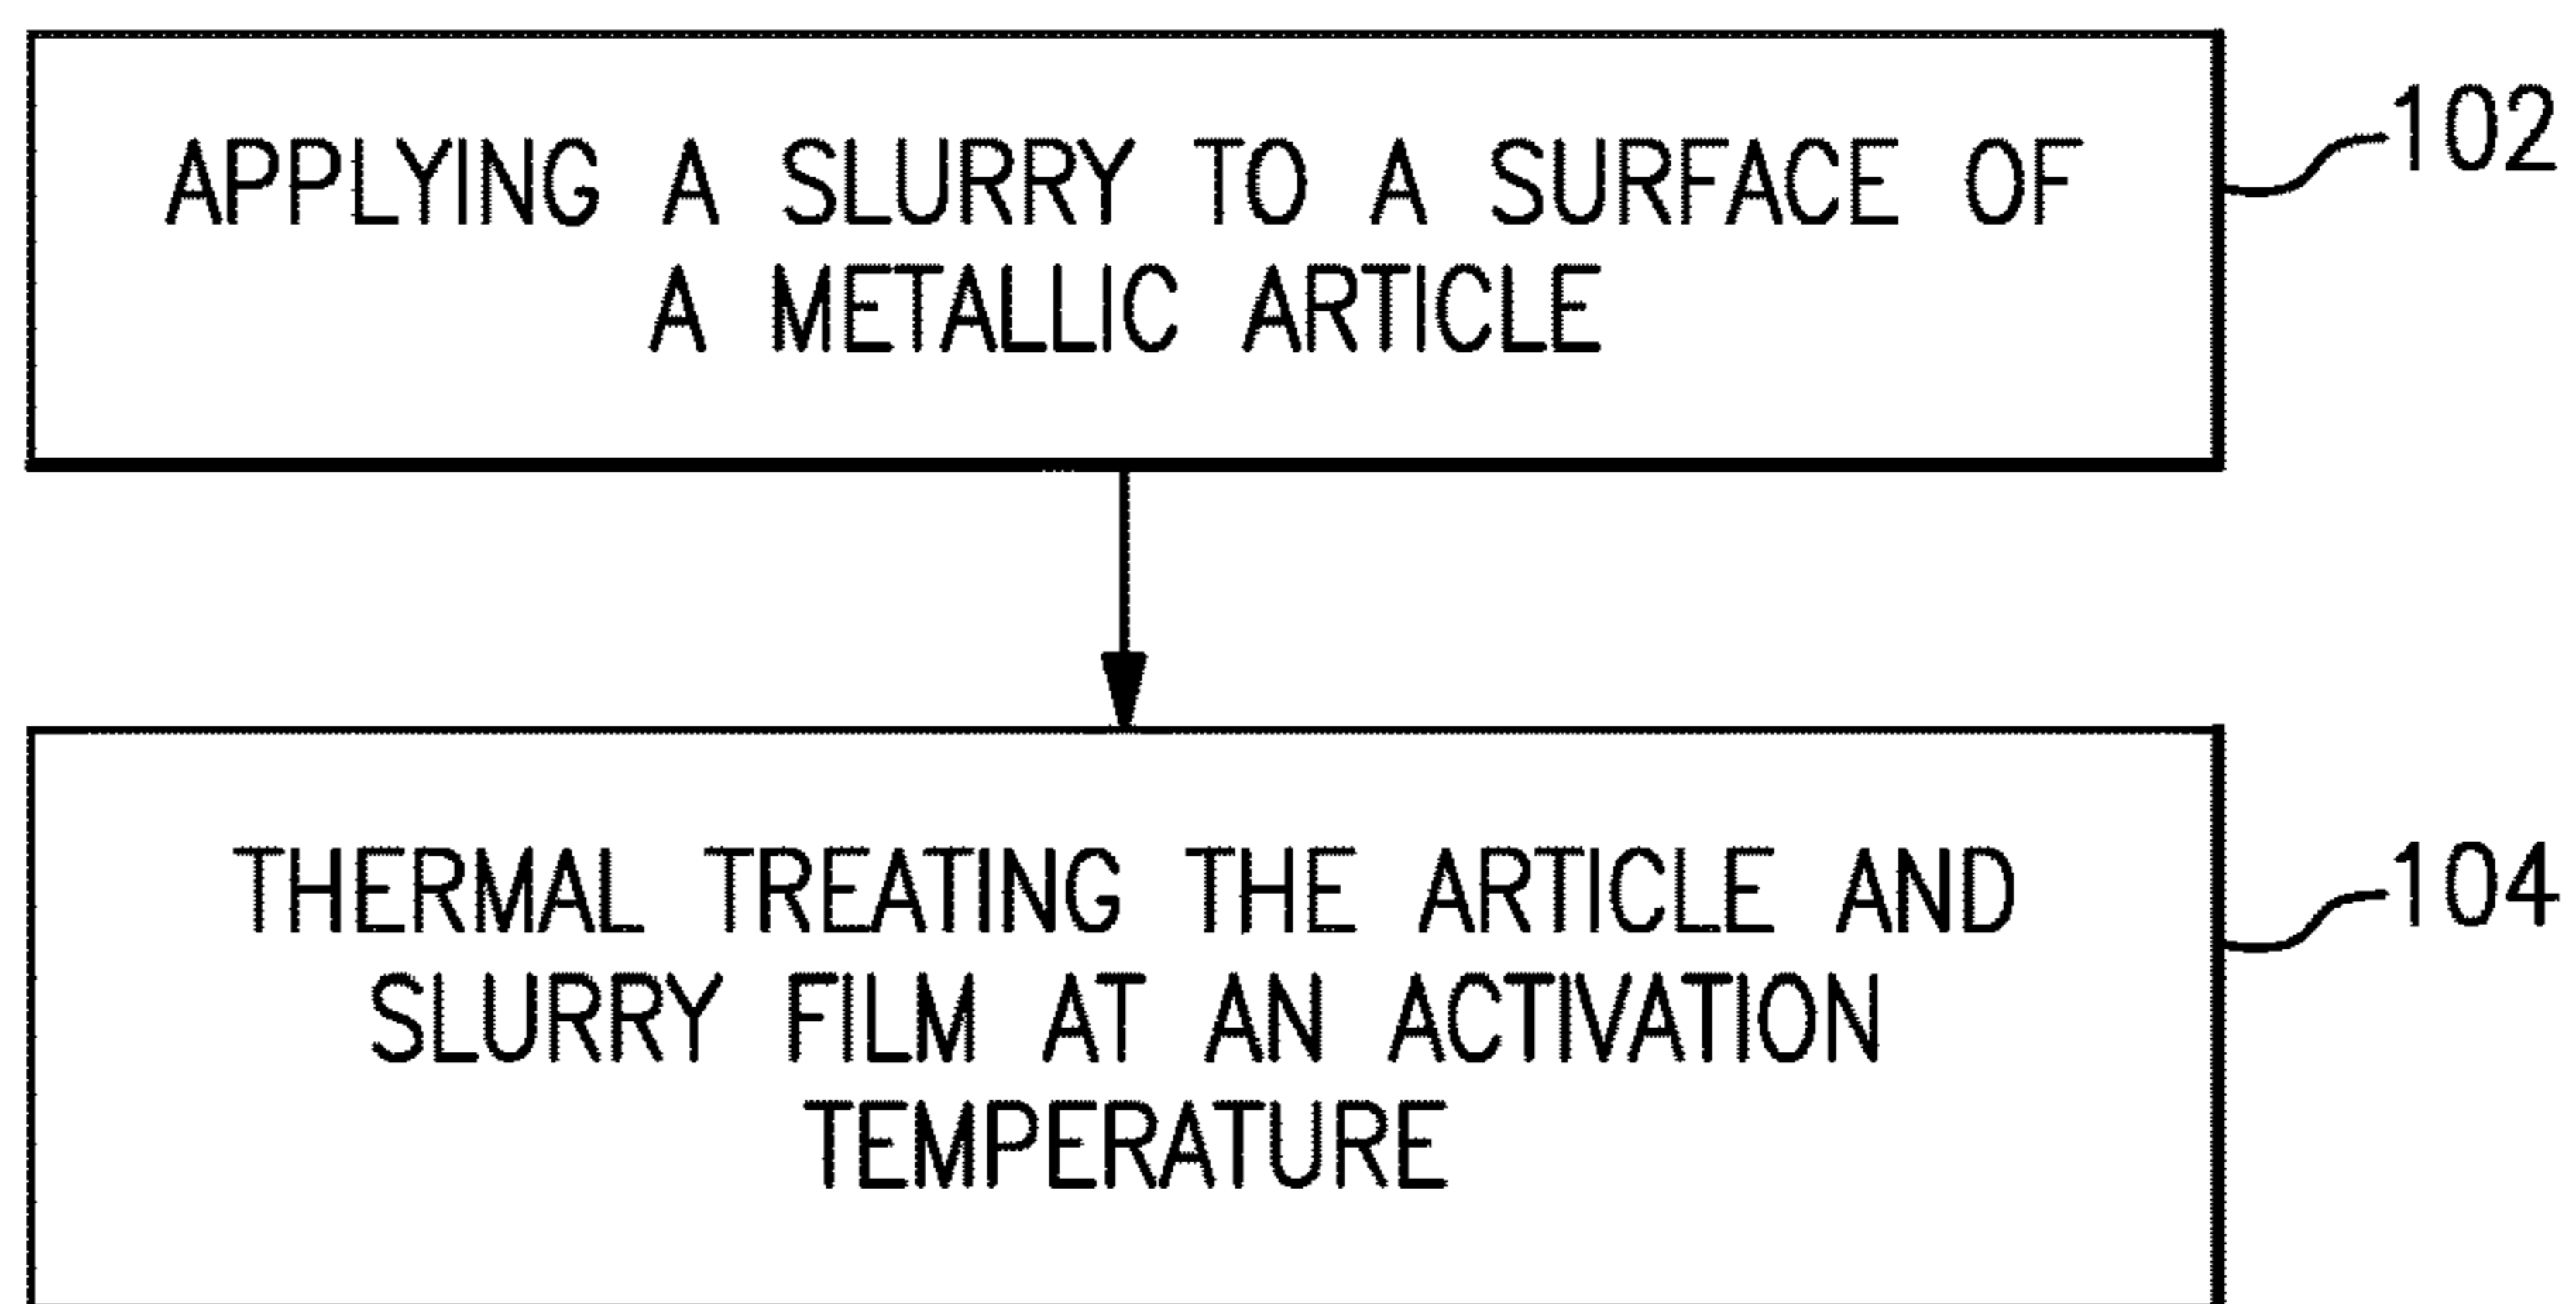 APPLYING A SLURRY TO A SURFACE OF
A METALLIC ARTICLE
102
THERMAL TREATING THE ARTICLE AND
SLURRY FILM AT AN ACTIVATION
TEMPERATURE
104